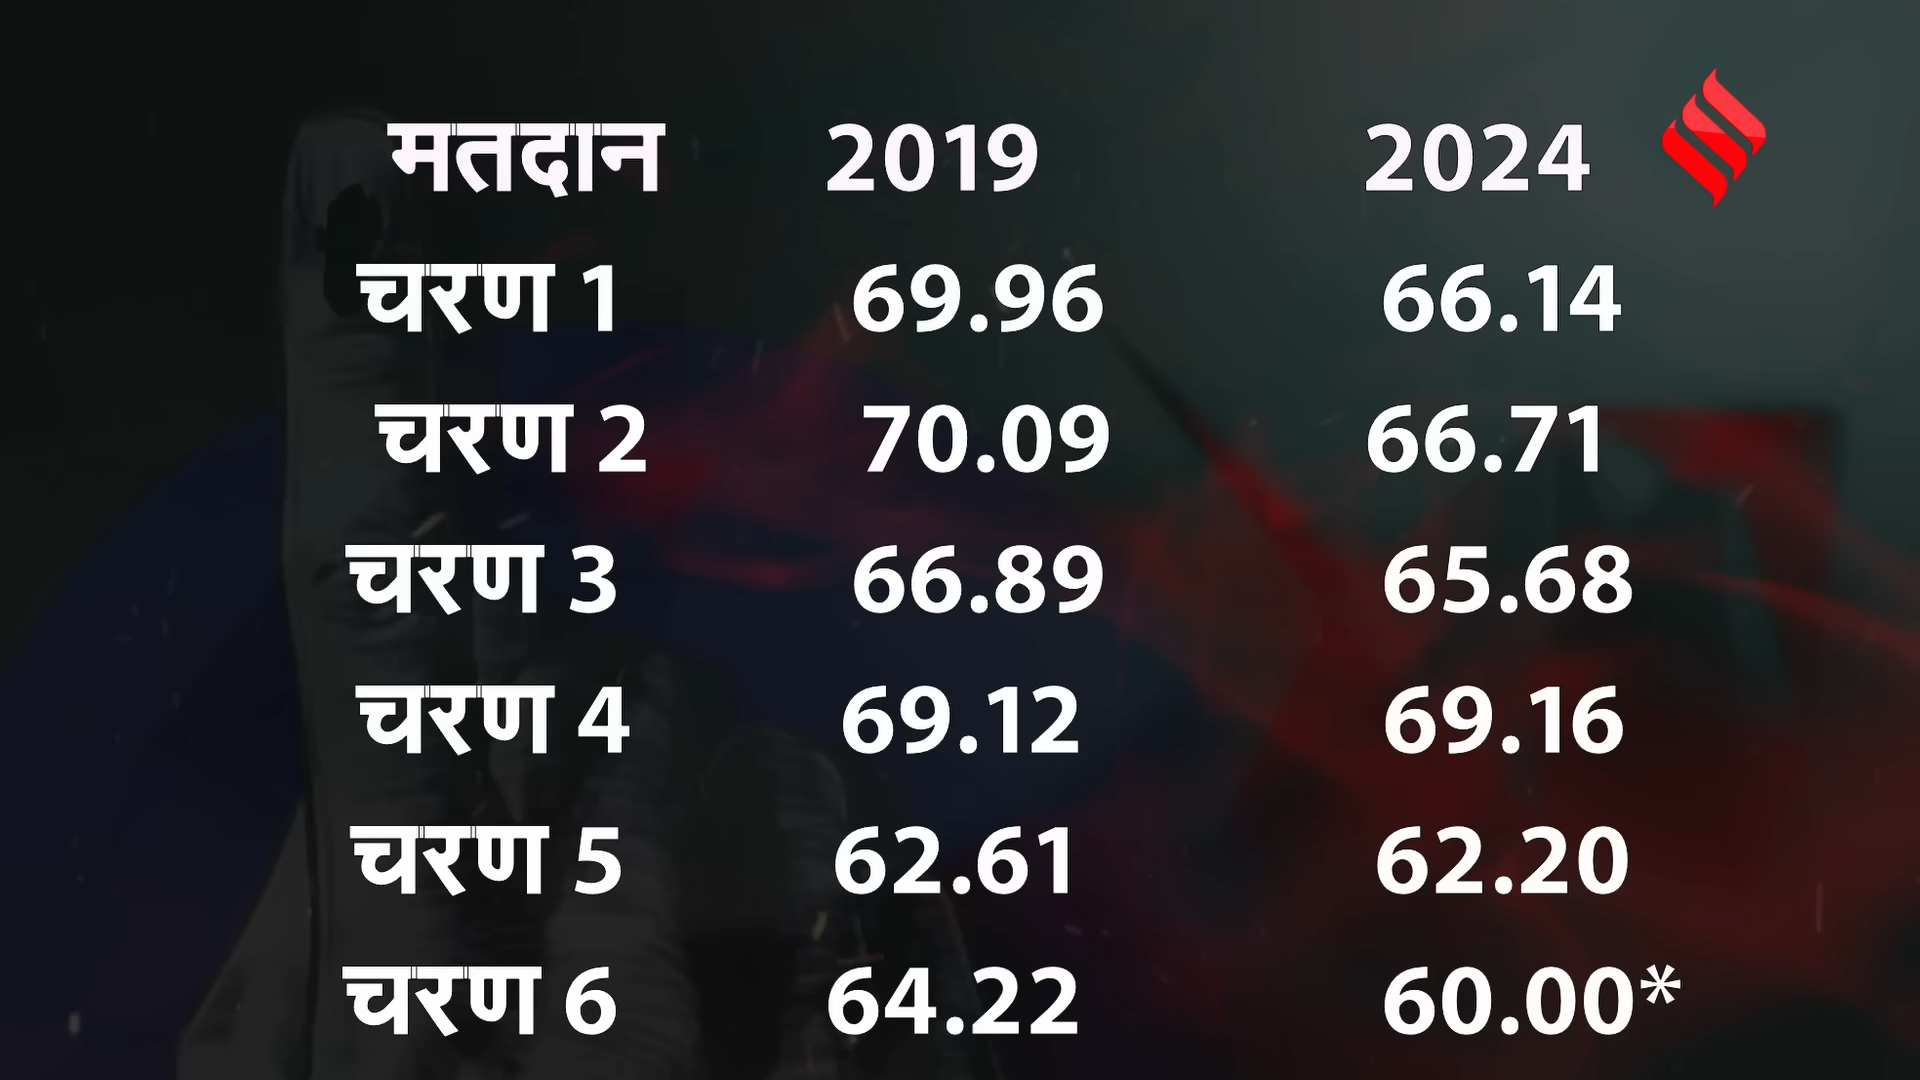 मतदान 2019 2024
चरण 1 69.96 66.14
चरण 2 70.09 66.71
चरण 3 66.89 65.68
चरण 4 69.12 69.16
चरण 5 62.61 62.20
चरण 6 64.22 60.00*